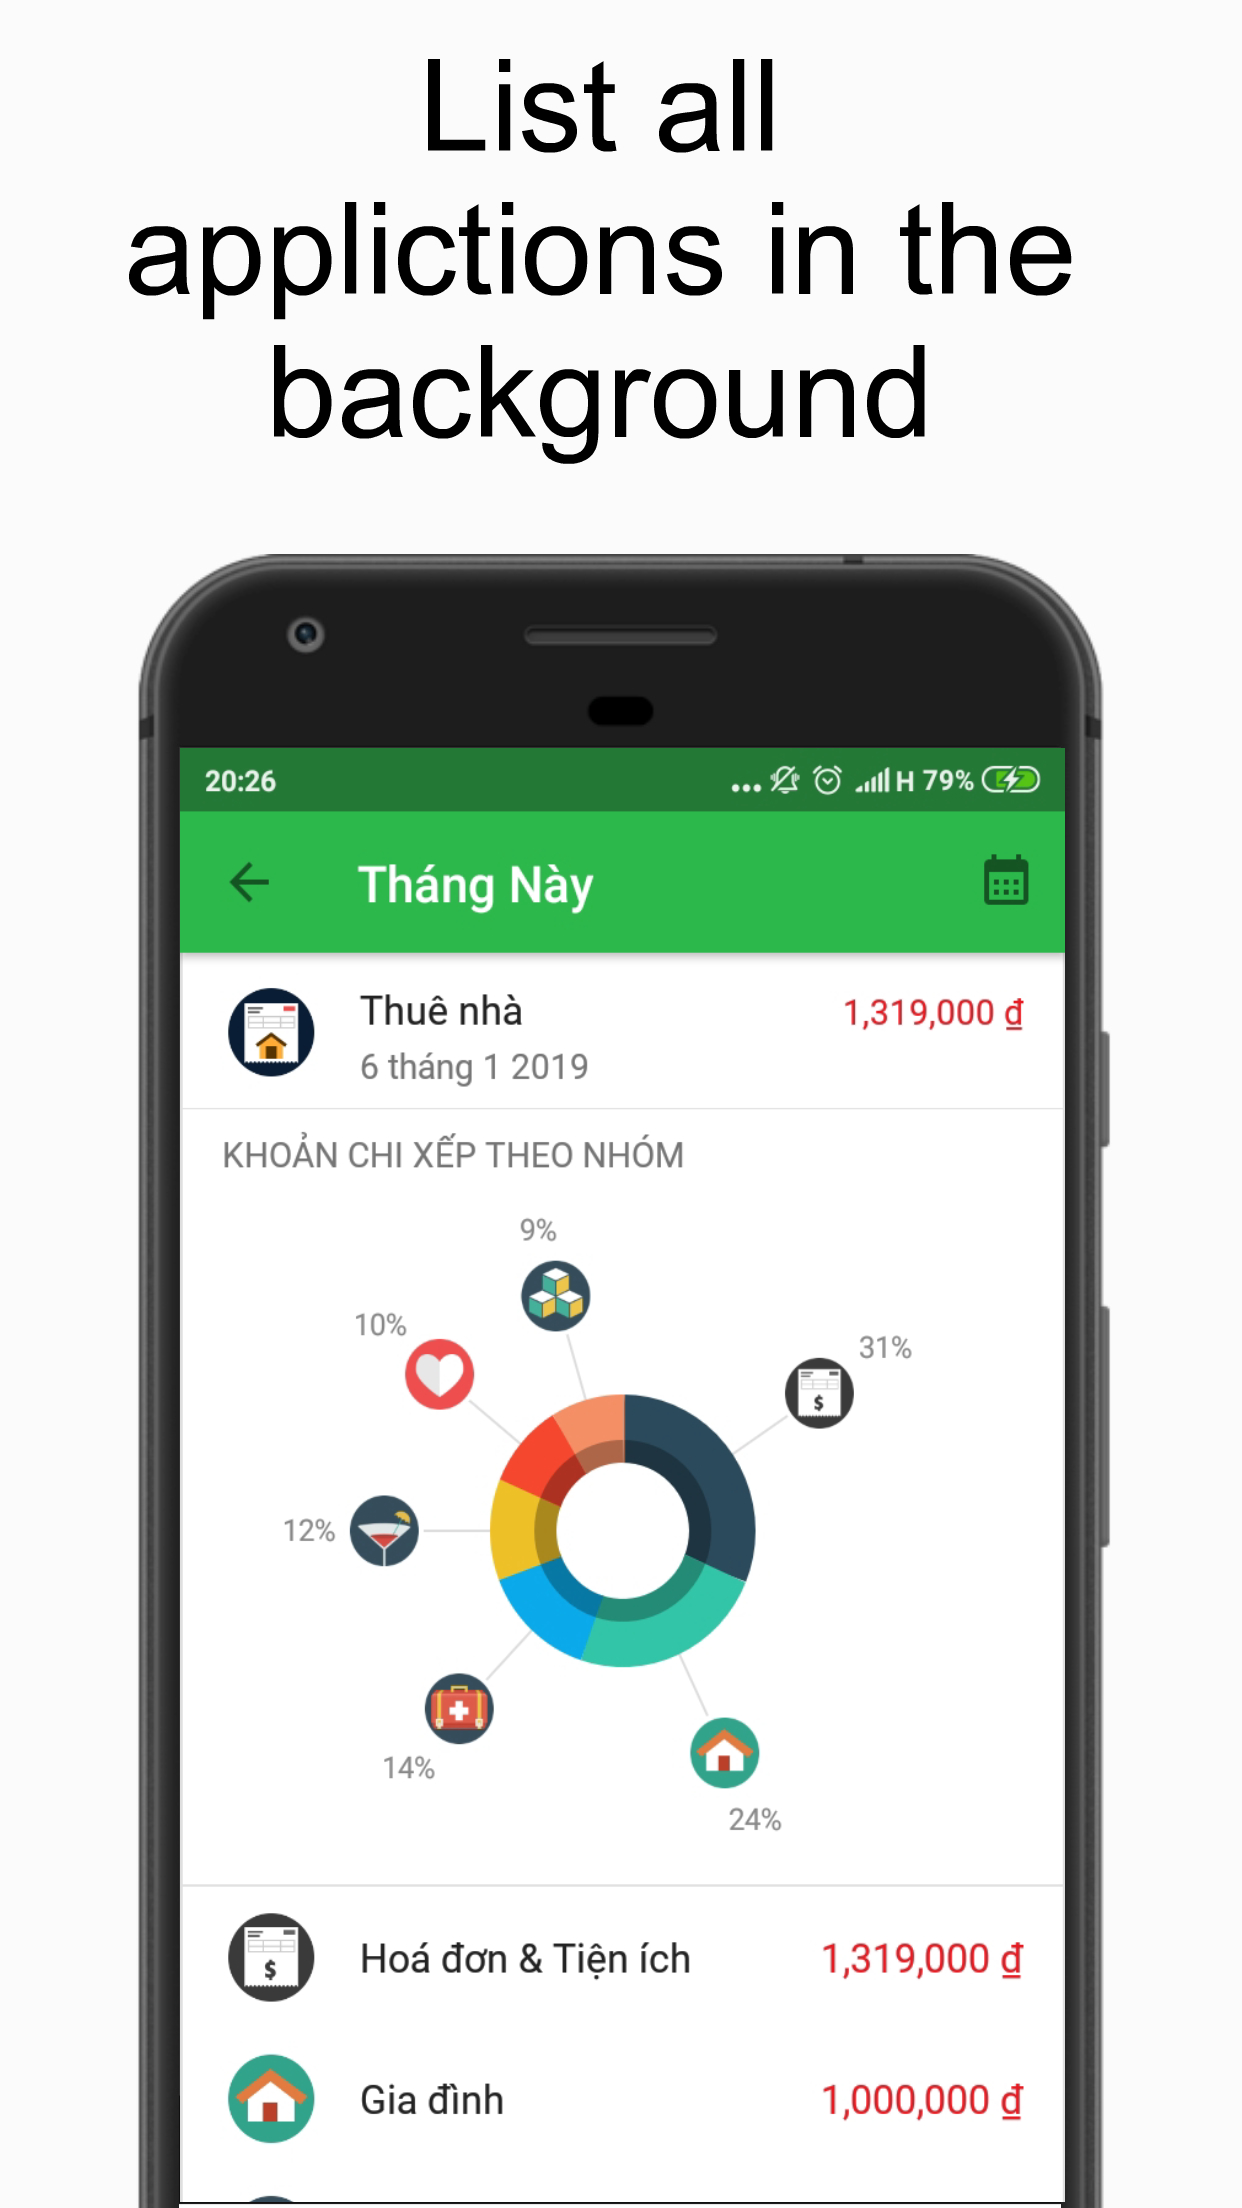 List all
applictions in the
background
20:26 ... H 79%
Tháng Này
Thuê nhà 1,319,000 ₫
6 tháng 1 2019
KHOẢN CHI XẾP THEO NHÓM
9%
10%
31%
$
12%
14%
24%
$
Hoá đơn & Tiện ích 1,319,000 ₫
Gia đình 1,000,000 ₫